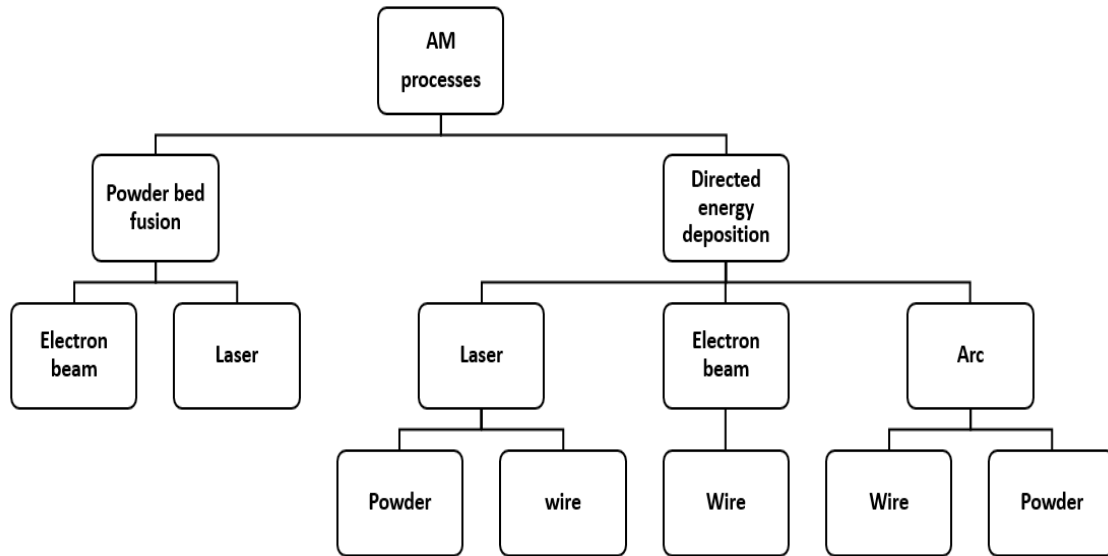 AM
processes
Powder bed
fusion
Directed
energy
deposition
Electron
beam
Laser
Laser
Electron
beam
Arc
Powder
wire
Wire
Wire
Powder